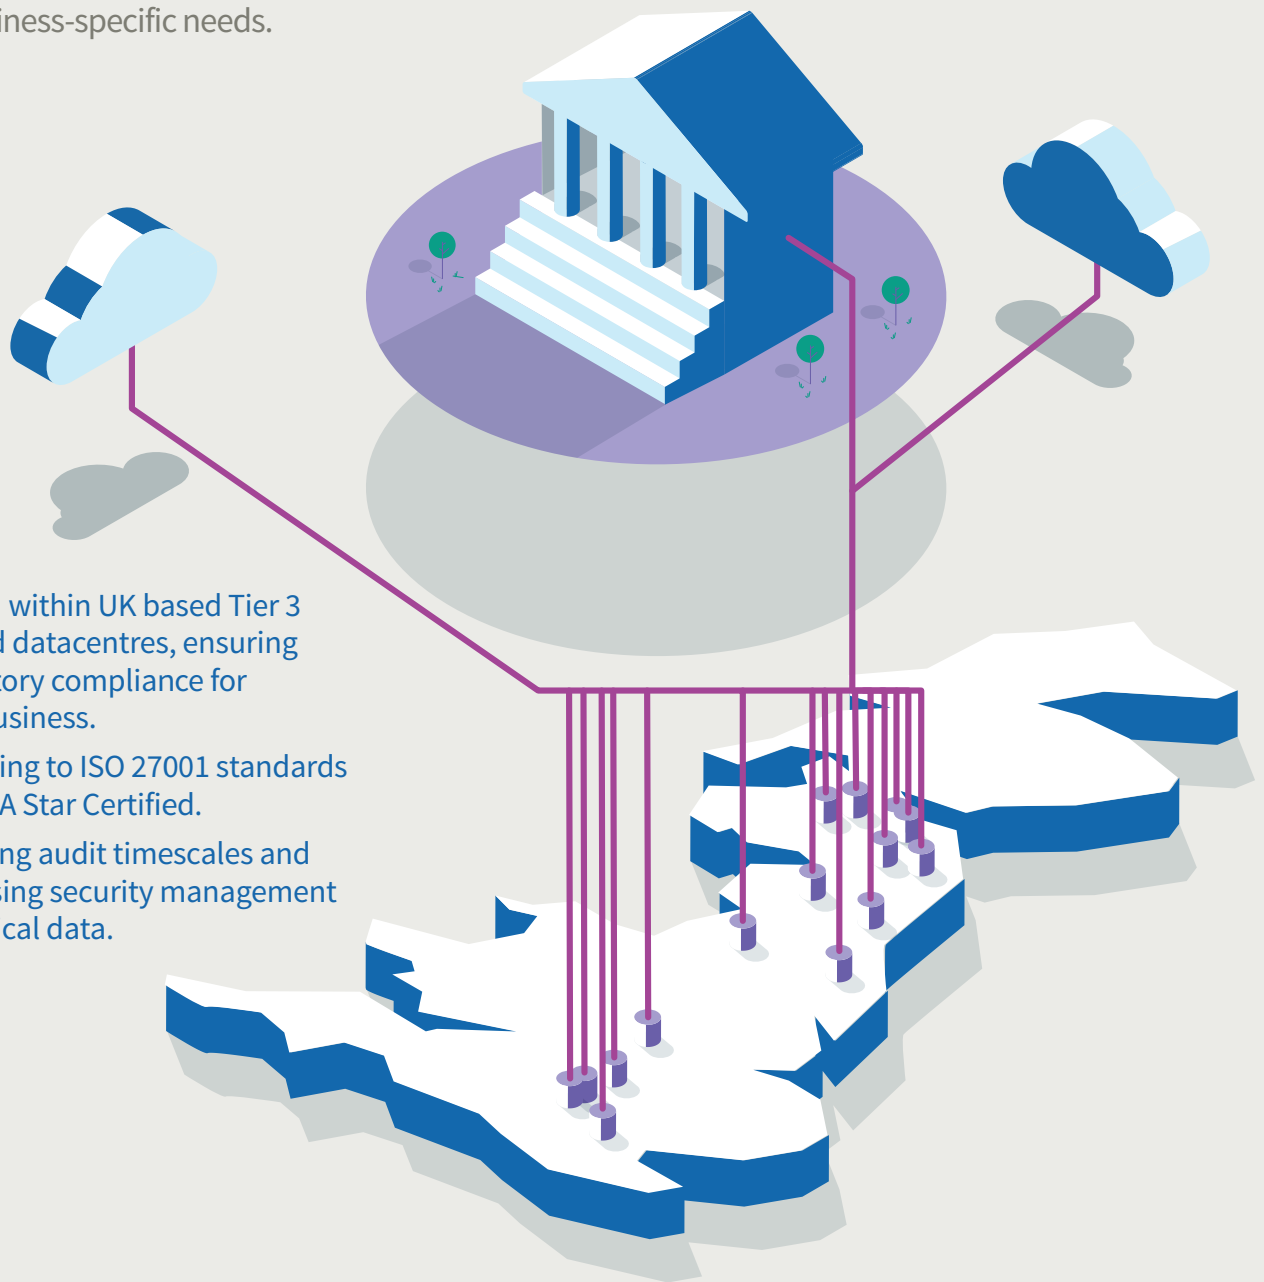 iness-specific needs.
within UK based Tier 3
d datacentres, ensuring
tory compliance for
usiness.
ing to ISO 27001 standards
A Star Certified.
ng audit timescales and
sing security management
ical data.